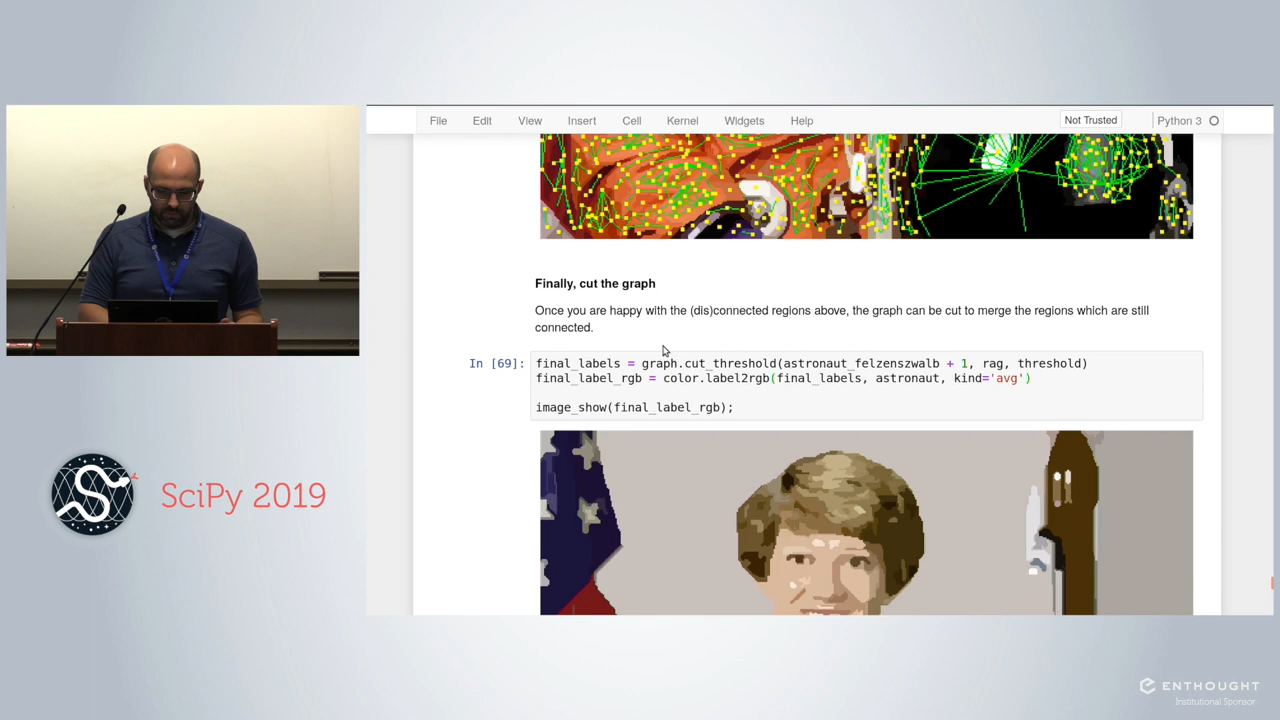 File Edit View Insert Cell Kernel Widgets Help Not Trusted Python 3
Finally, cut the graph
Once you are happy with the (dis)connected regions above, the graph can be cut to merge the regions which are still
connected.
In [69]: final_labels = graph.cut_threshold(astronaut_felzenszwalb + 1, rag, threshold)
final_label_rgb = color.label2rgb(final_labels, astronaut, kind='avg')
image_show(final_label_rgb);
SciPy 2019
ENTHOUGHT
Institutional Sponsor